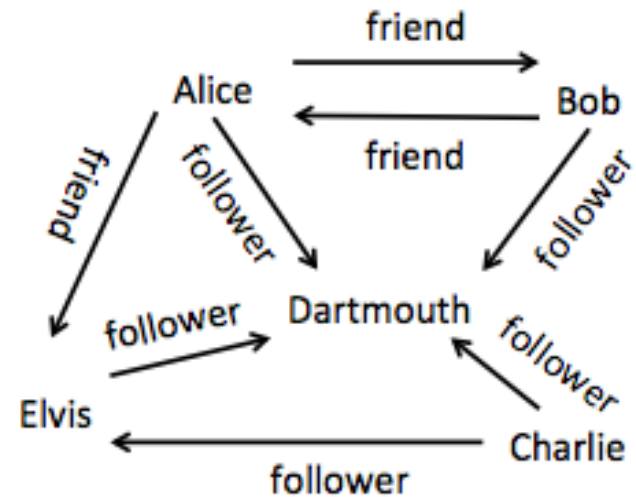 friend
Alice
Bob
friend
friend
follower
follower
Dartmouth
follower
follower
Elvis
Charlie
follower